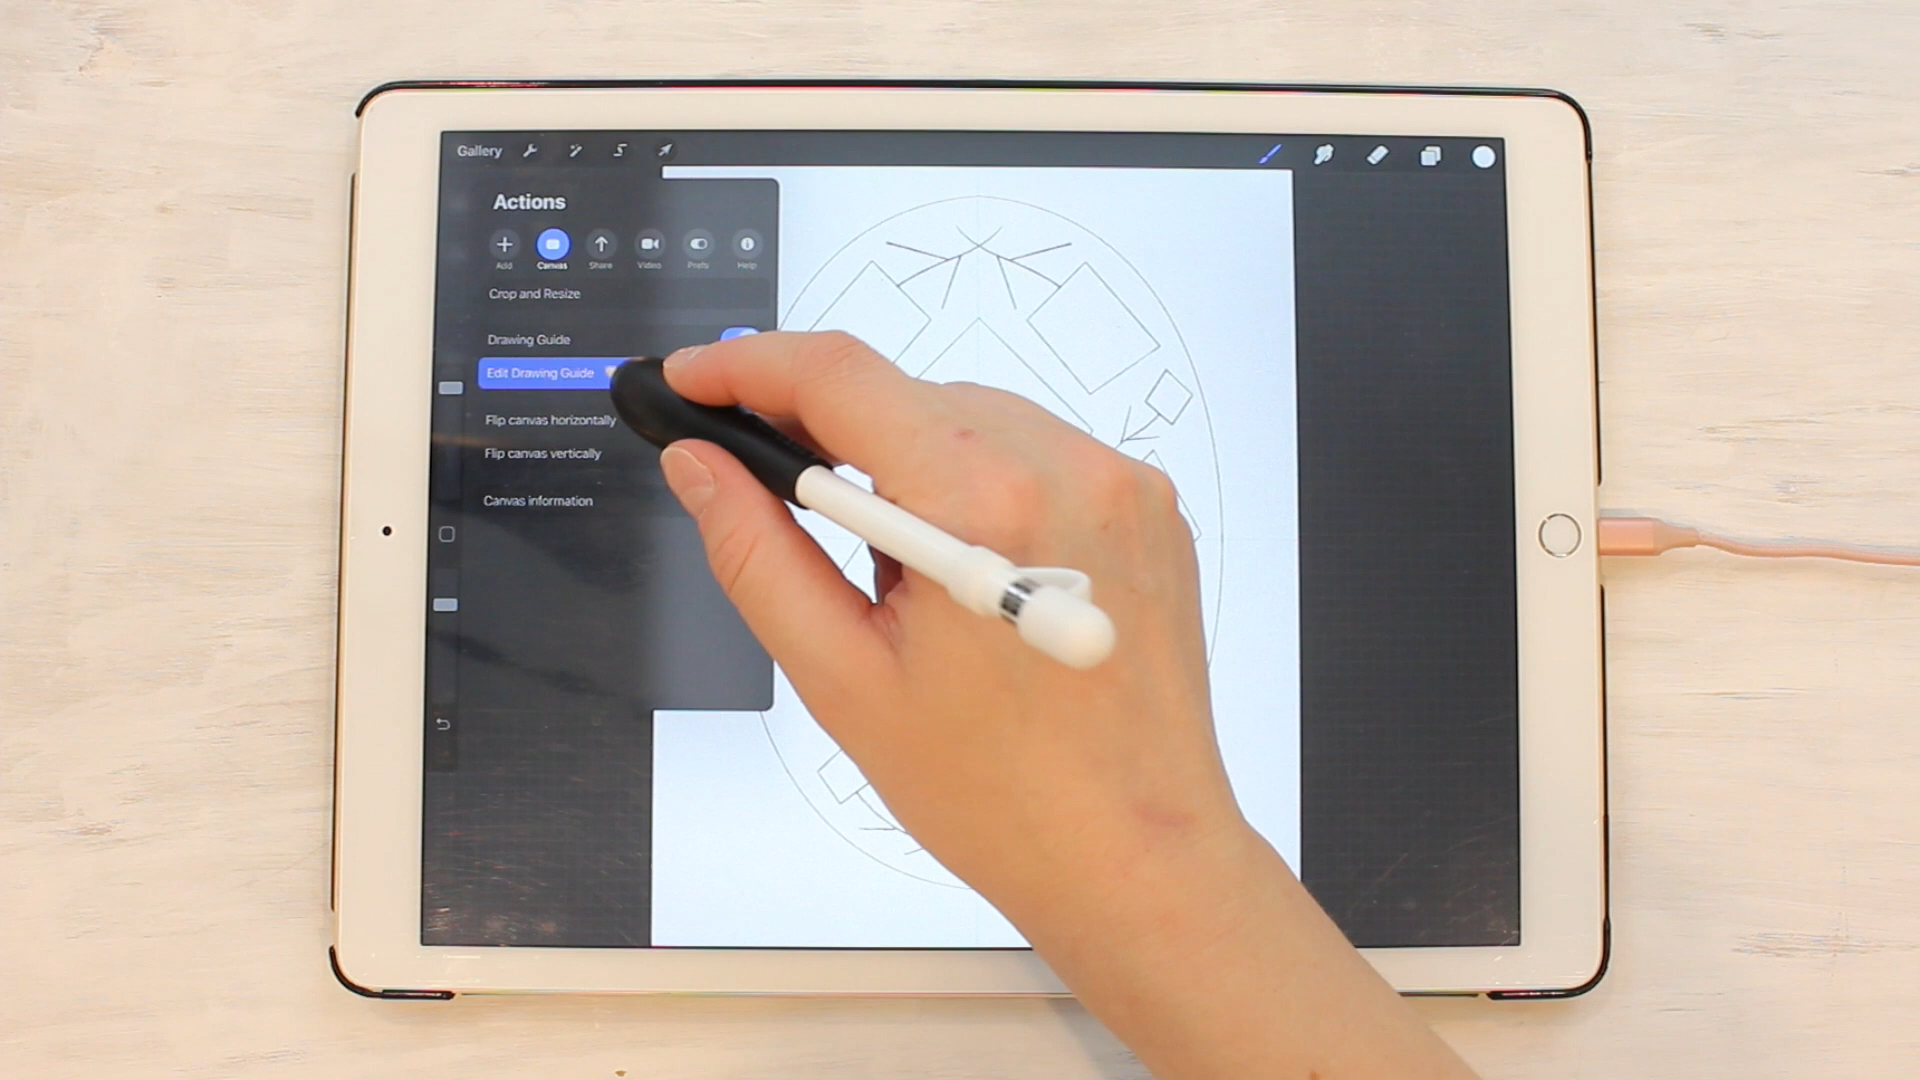 Gallery
Actions
Add Canvas Share Video Prefs Help
Crop and Resize
Drawing Guide
Edit Drawing Guide
Flip canvas horizontally
Flip canvas vertically
Canvas information